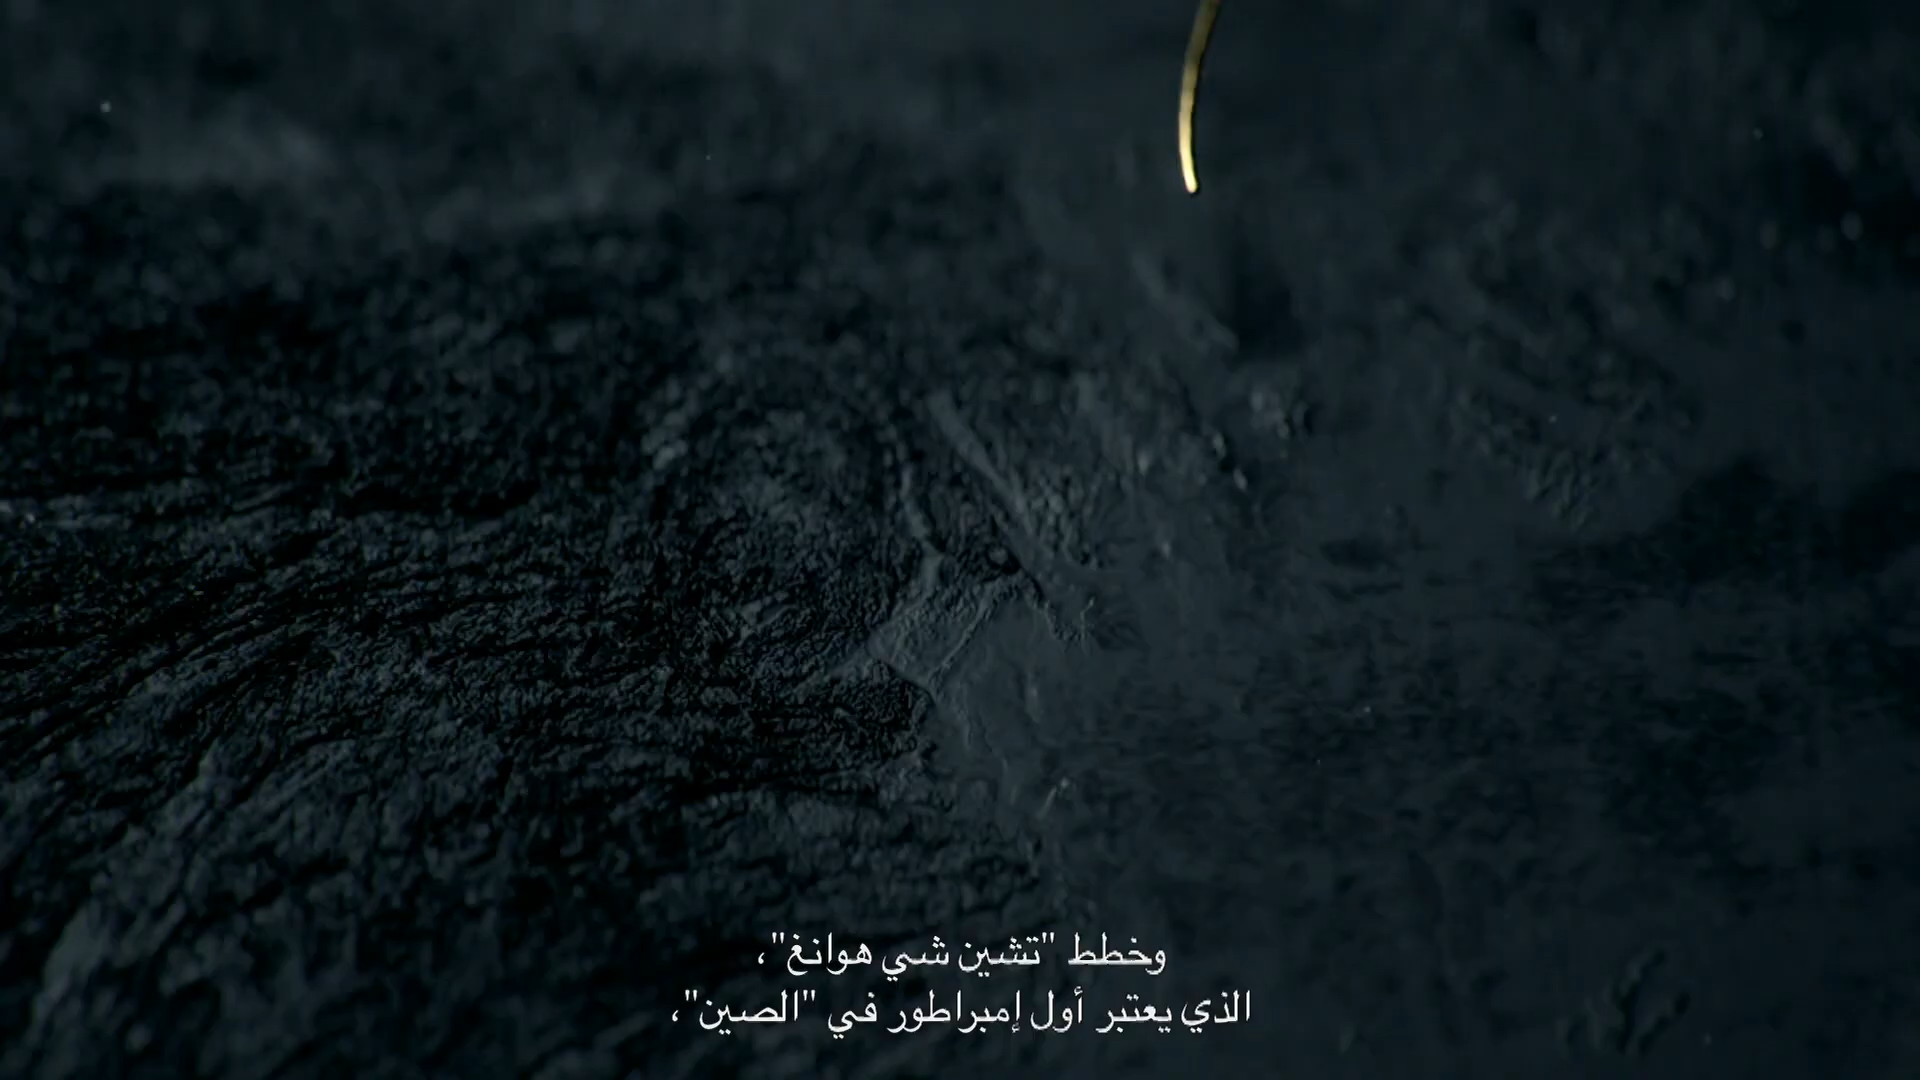 وخطط "تشين شي هوانغ"،
الذي يعتبر أول إمبراطور في "الصين"،